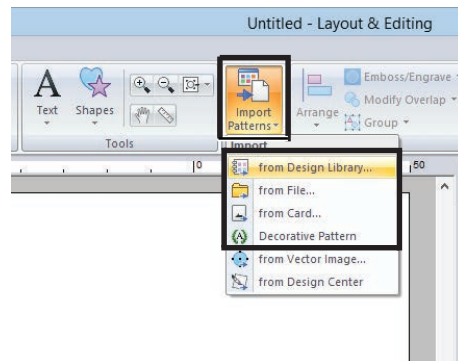 Untitled - Layout & Editing
Text
Shapes
Import
Patterns
Arrange
Emboss/Engrave
Modify Overlap
Group
Tools
Import
0
50
from Design Library...
from File...
from Card...
Decorative Pattern
from Vector Image...
from Design Center